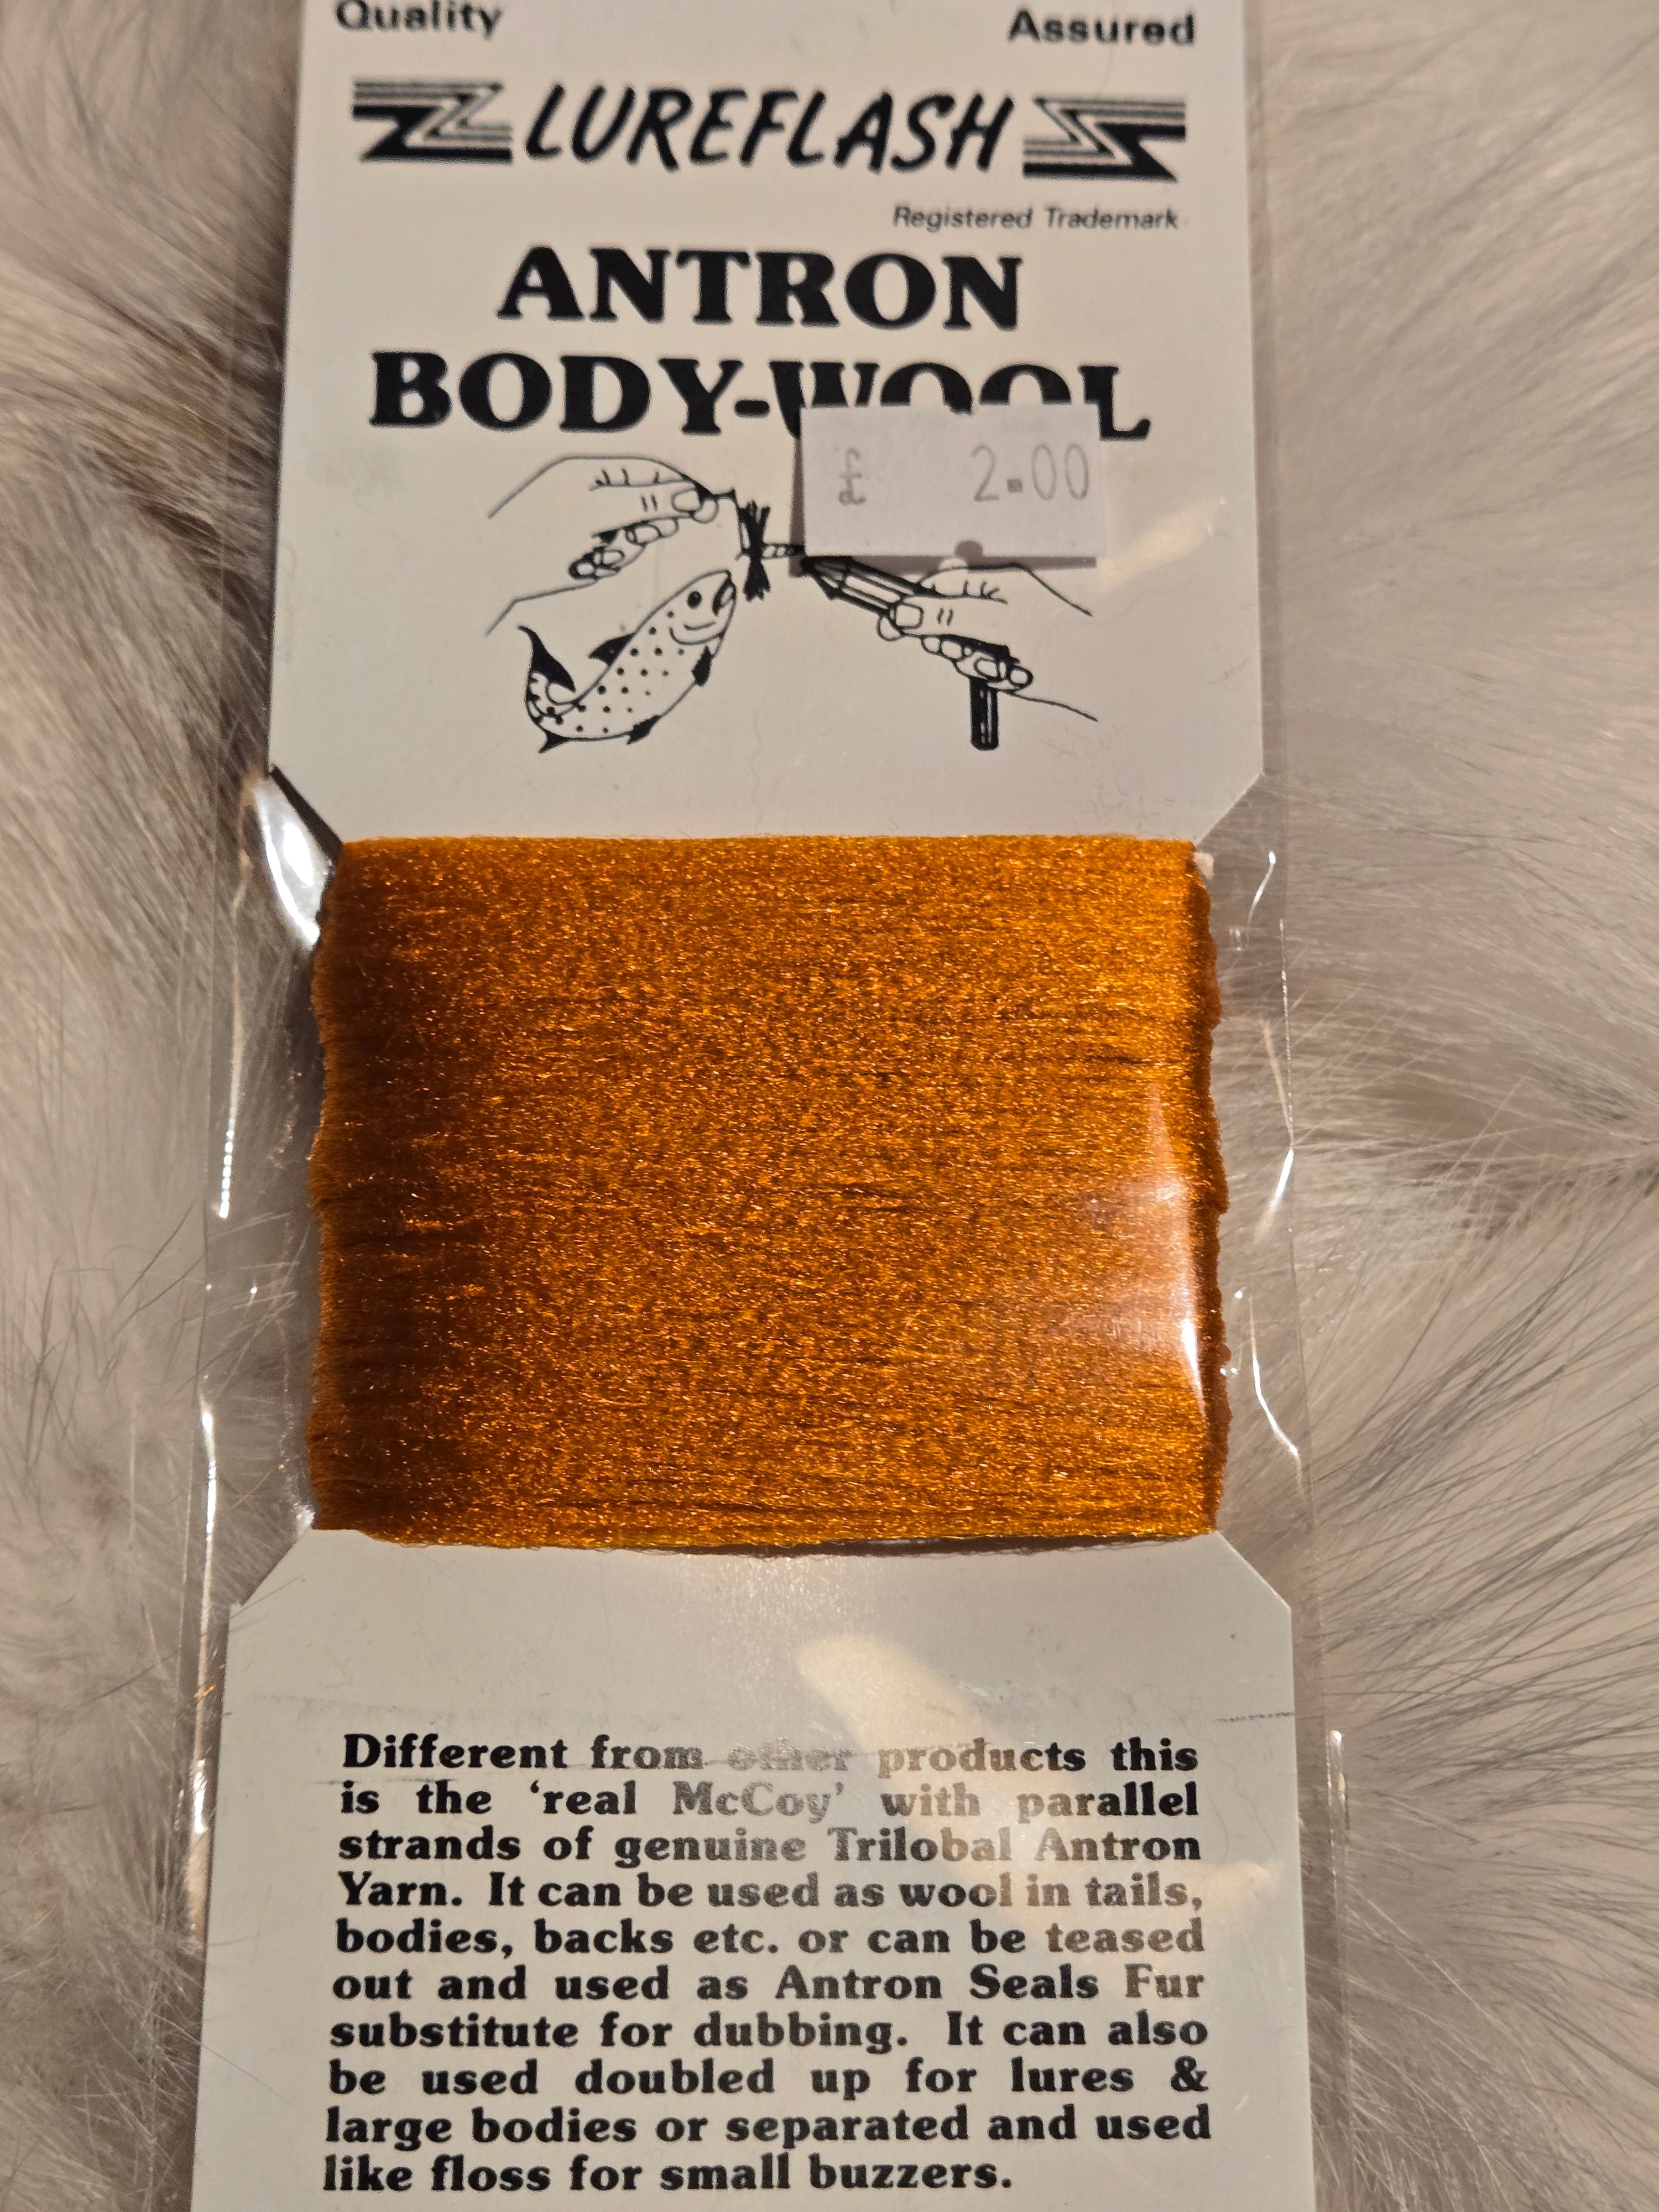 Quality Assured
LUREFLASH
Registered Trademark
ANTRON
BODY-WOOL
£ 2.00
Different from other products this
is the ‘real McCoy’ with parallel
strands of genuine Trilobal Antron
Yarn. It can be used as wool in tails,
bodies, backs etc. or can be teased
out and used as Antron Seals Fur
substitute for dubbing. It can also
be used doubled up for lures &
large bodies or separated and used
like floss for small buzzers.